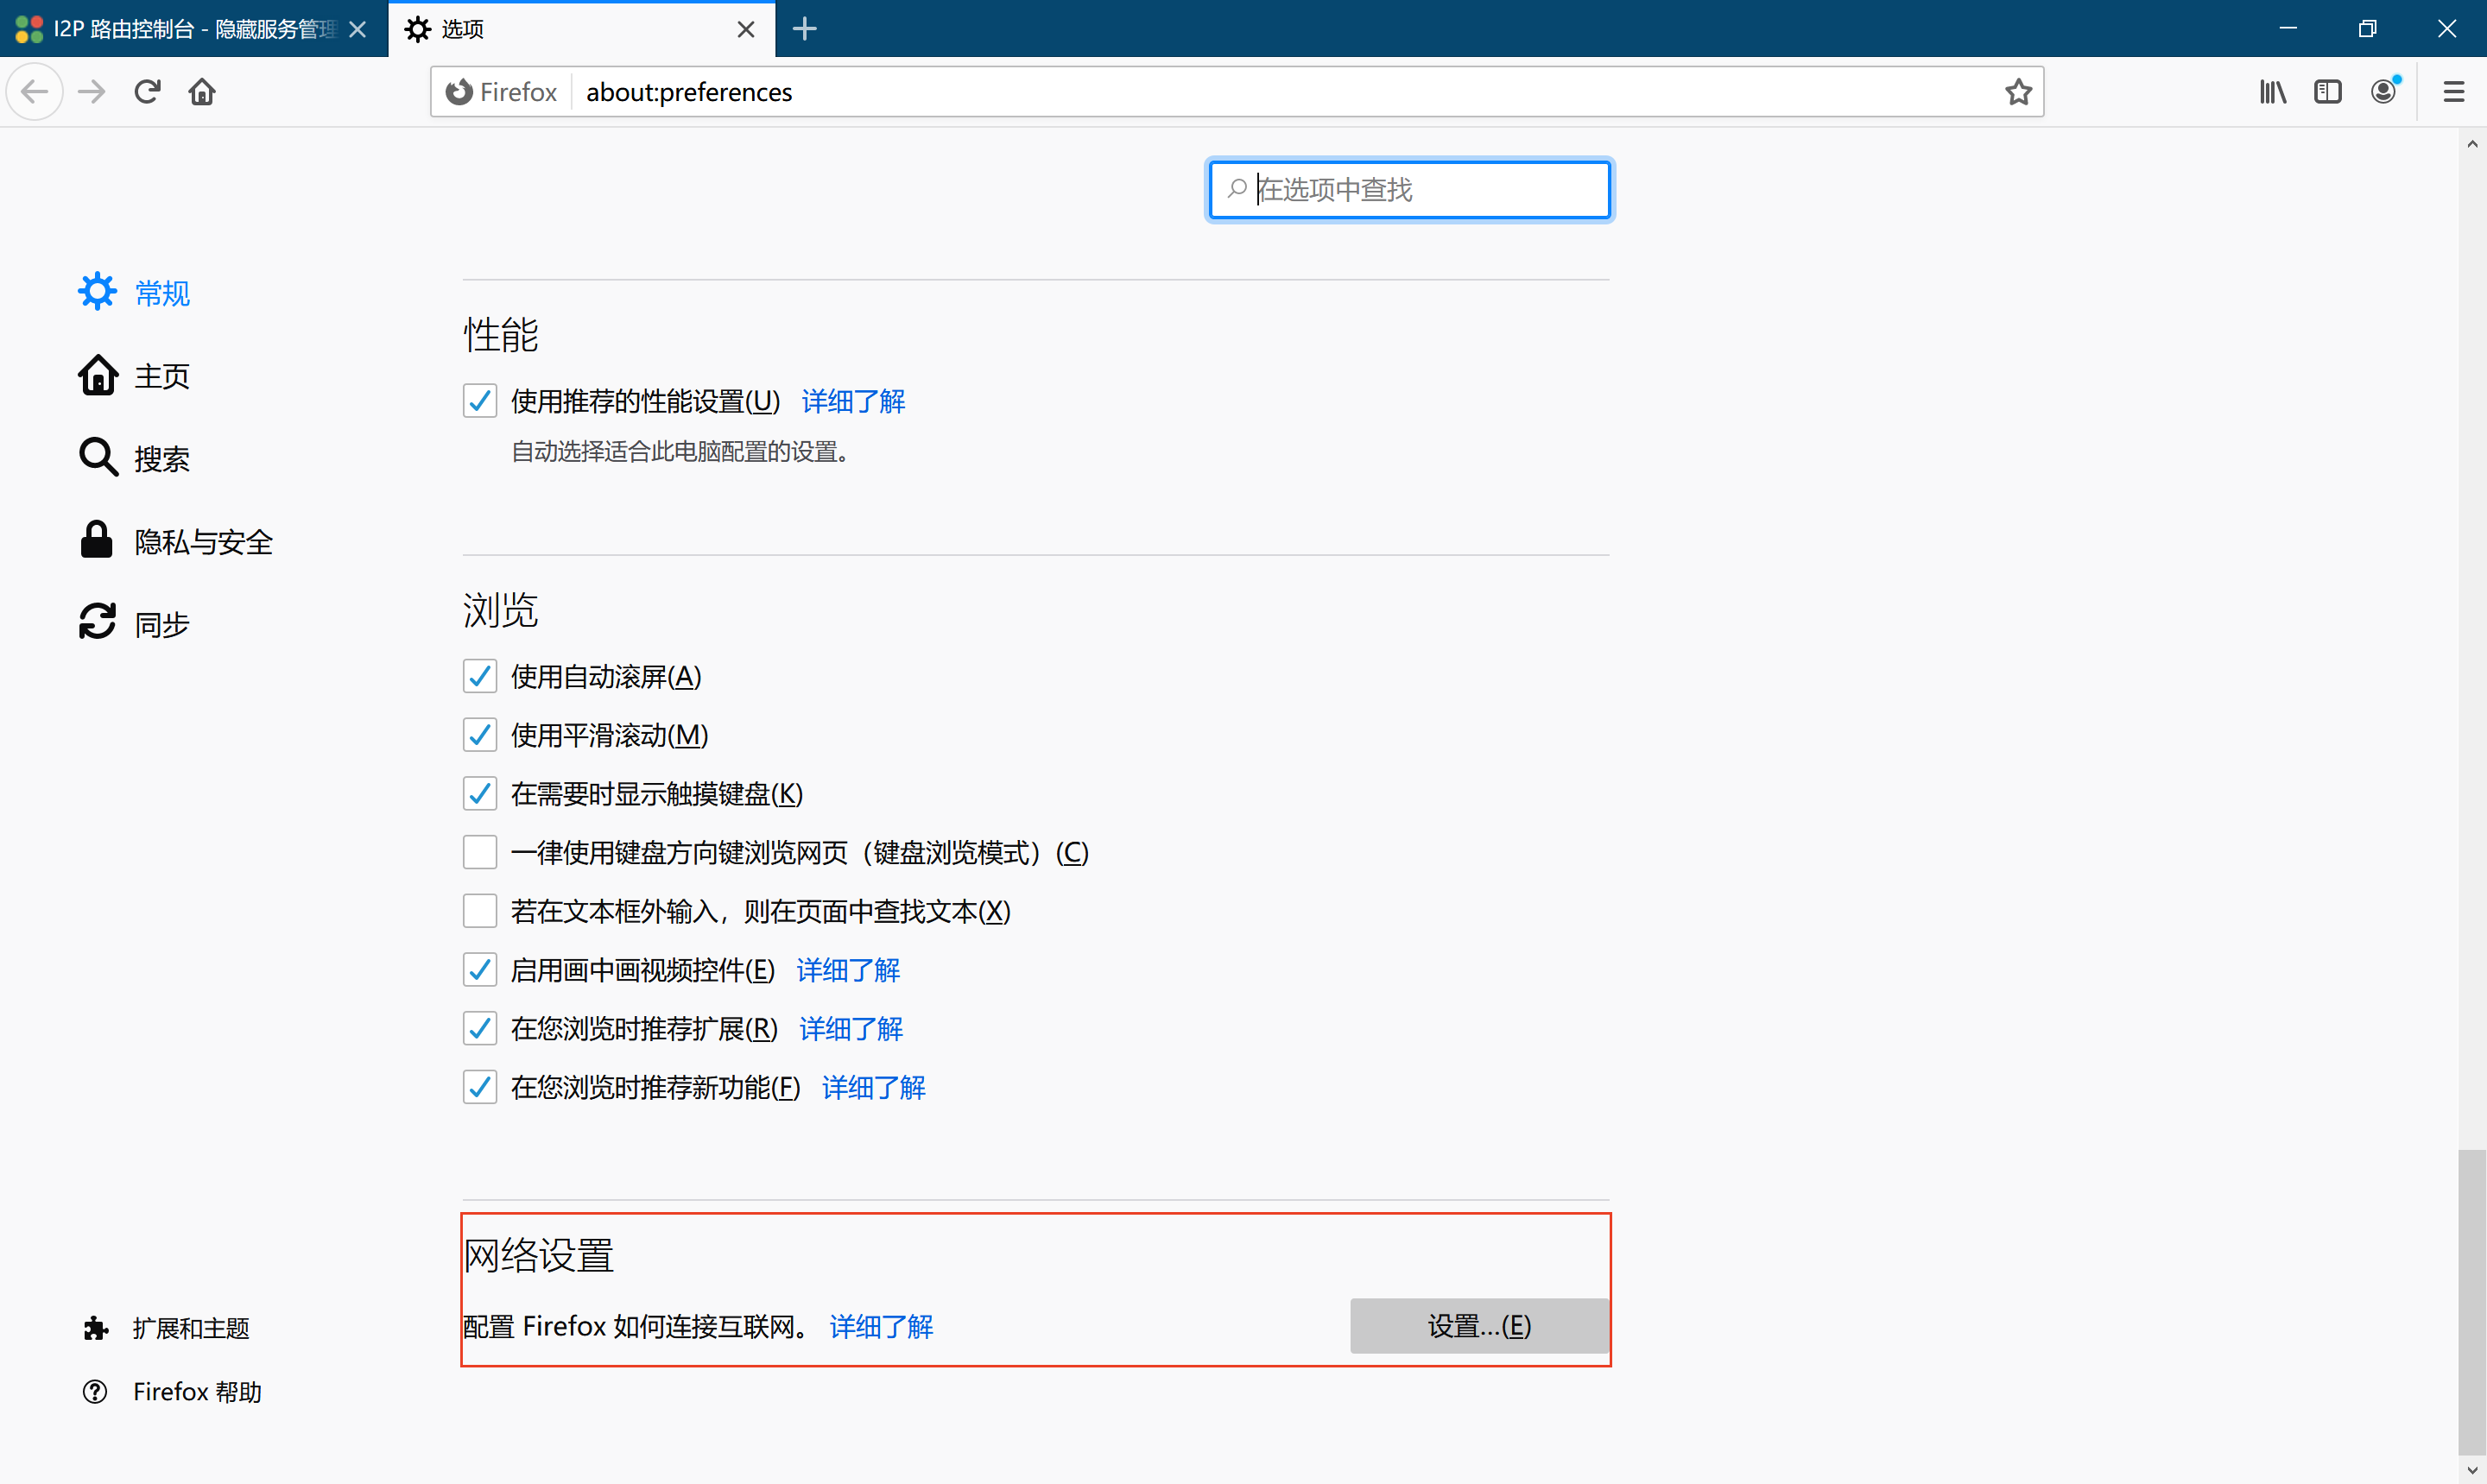 I2P 路由控制台 - 隐藏服务管理
选项
Firefox
about:preferences
在选项中查找
常规
主页
搜索
隐私与安全
同步
性能
使用推荐的性能设置(U) 详细了解
自动选择适合此电脑配置的设置。
浏览
使用自动滚屏(A)
使用平滑滚动(M)
在需要时显示触摸键盘(K)
一律使用键盘方向键浏览网页（键盘浏览模式）(C)
若在文本框外输入，则在页面中查找文本(X)
启用画中画视频控件(E) 详细了解
在您浏览时推荐扩展(R) 详细了解
在您浏览时推荐新功能(F) 详细了解
网络设置
配置 Firefox 如何连接互联网。 详细了解
设置...(E)
扩展和主题
Firefox 帮助